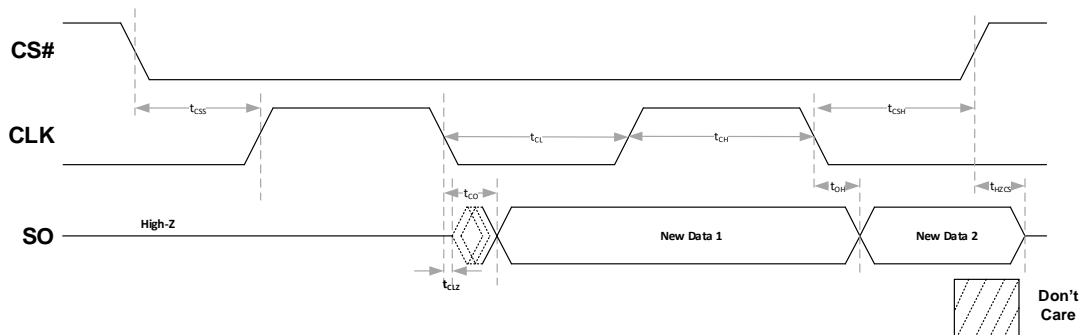 CS#
tCSS
tCSH
CLK
tCL
tCH
tCO
tOH
tHZCS
High-Z
SO
New Data 1
New Data 2
tCLZ
Don't
Care